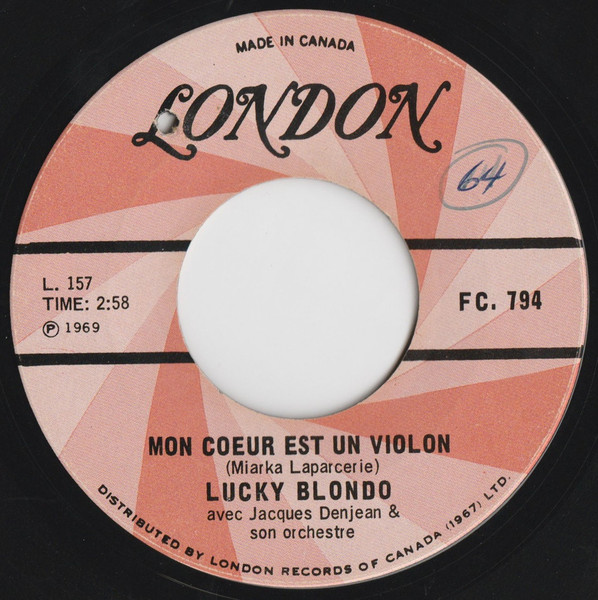 MADE IN CANADA
LONDON
64
L. 157
TIME: 2:58
Ⓟ 1969
FC. 794
MON COEUR EST UN VIOLON
(Miarka Laparcerie)
LUCKY BLONDO
avec Jacques Denjean &
son orchestre
DISTRIBUTED BY LONDON RECORDS OF CANADA (1967) LTD.